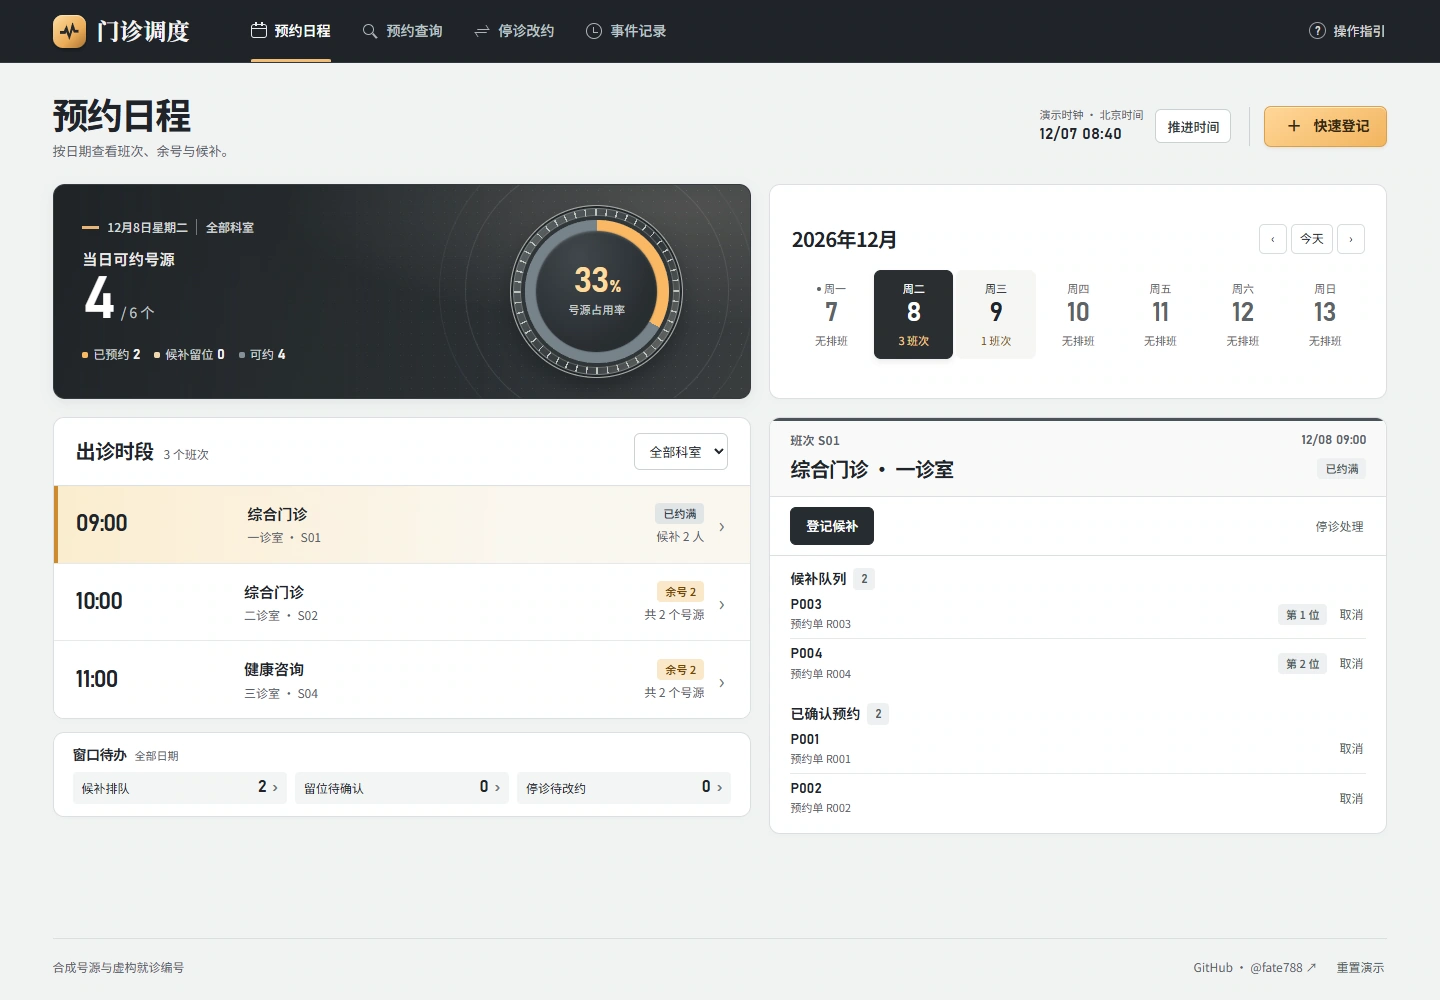 门诊调度
预约日程
预约查询
停诊改约
事件记录
? 操作指引
预约日程
按日期查看班次、余号与候补。
演示时钟 · 北京时间
12/07 08:40
推进时间
+ 快速登记
12月8日星期二 | 全部科室
当日可约号源
4 / 6 个
已预约 2 候补留位 0 可约 4
33%
号源占用率
2026年12月
‹ 今天 ›
周一 周二 周三 周四 周五 周六 周日
7 8 9 10 11 12 13
无排班 3 班次 1 班次 无排班 无排班 无排班 无排班
出诊时段 3 个班次
全部科室
09:00
综合门诊
一诊室 · S01
已约满
候补 2 人 ›
10:00
综合门诊
二诊室 · S02
余号 2
共 2 个号源 ›
11:00
健康咨询
三诊室 · S04
余号 2
共 2 个号源 ›
窗口待办 全部日期
候补排队 2 ›
留位待确认 0 ›
停诊待改约 0 ›
班次 S01
12/08 09:00
综合门诊 · 一诊室
已约满
登记候补
停诊处理
候补队列 2
P003
预约单 R003
第 1 位 取消
P004
预约单 R004
第 2 位 取消
已确认预约 2
P001
预约单 R001
取消
P002
预约单 R002
取消
合成号源与虚构就诊编号
GitHub · @fate788 ↗
重置演示